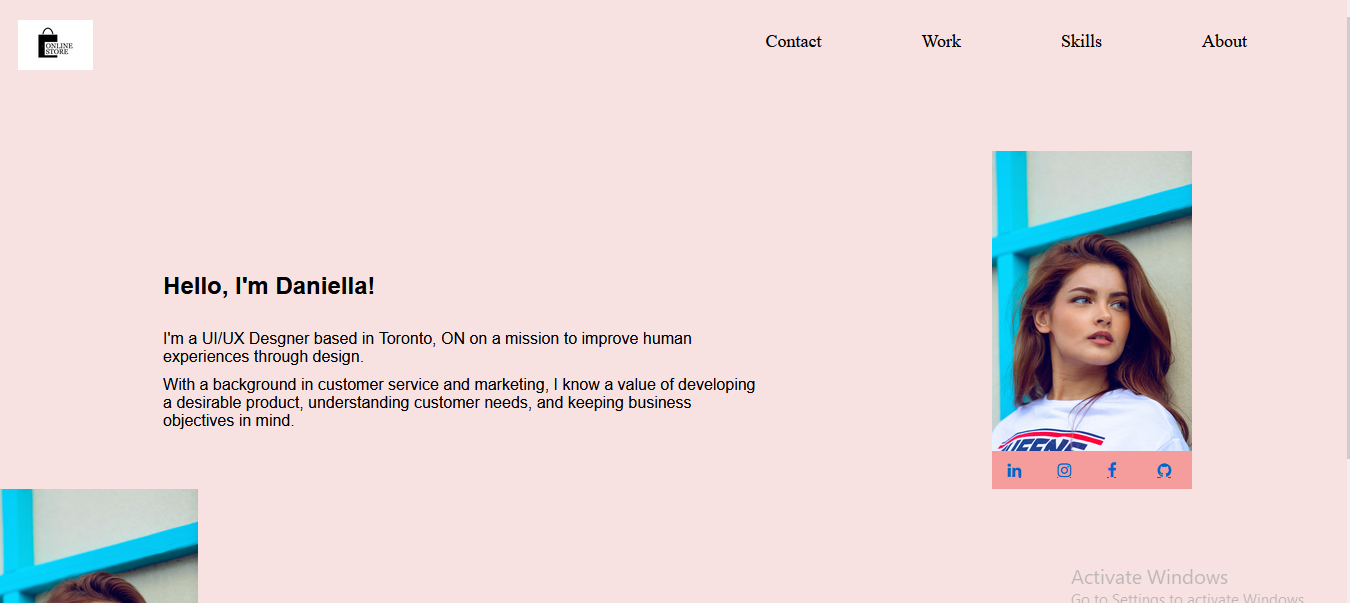 ONLINE
STORE
Contact Work Skills About
Hello, I'm Daniella!
I'm a UI/UX Desgner based in Toronto, ON on a mission to improve human
experiences through design.
With a background in customer service and marketing, I know a value of developing
a desirable product, understanding customer needs, and keeping business
objectives in mind.
QUEENS
in
Activate Windows
Go to Settings to activate Windows.